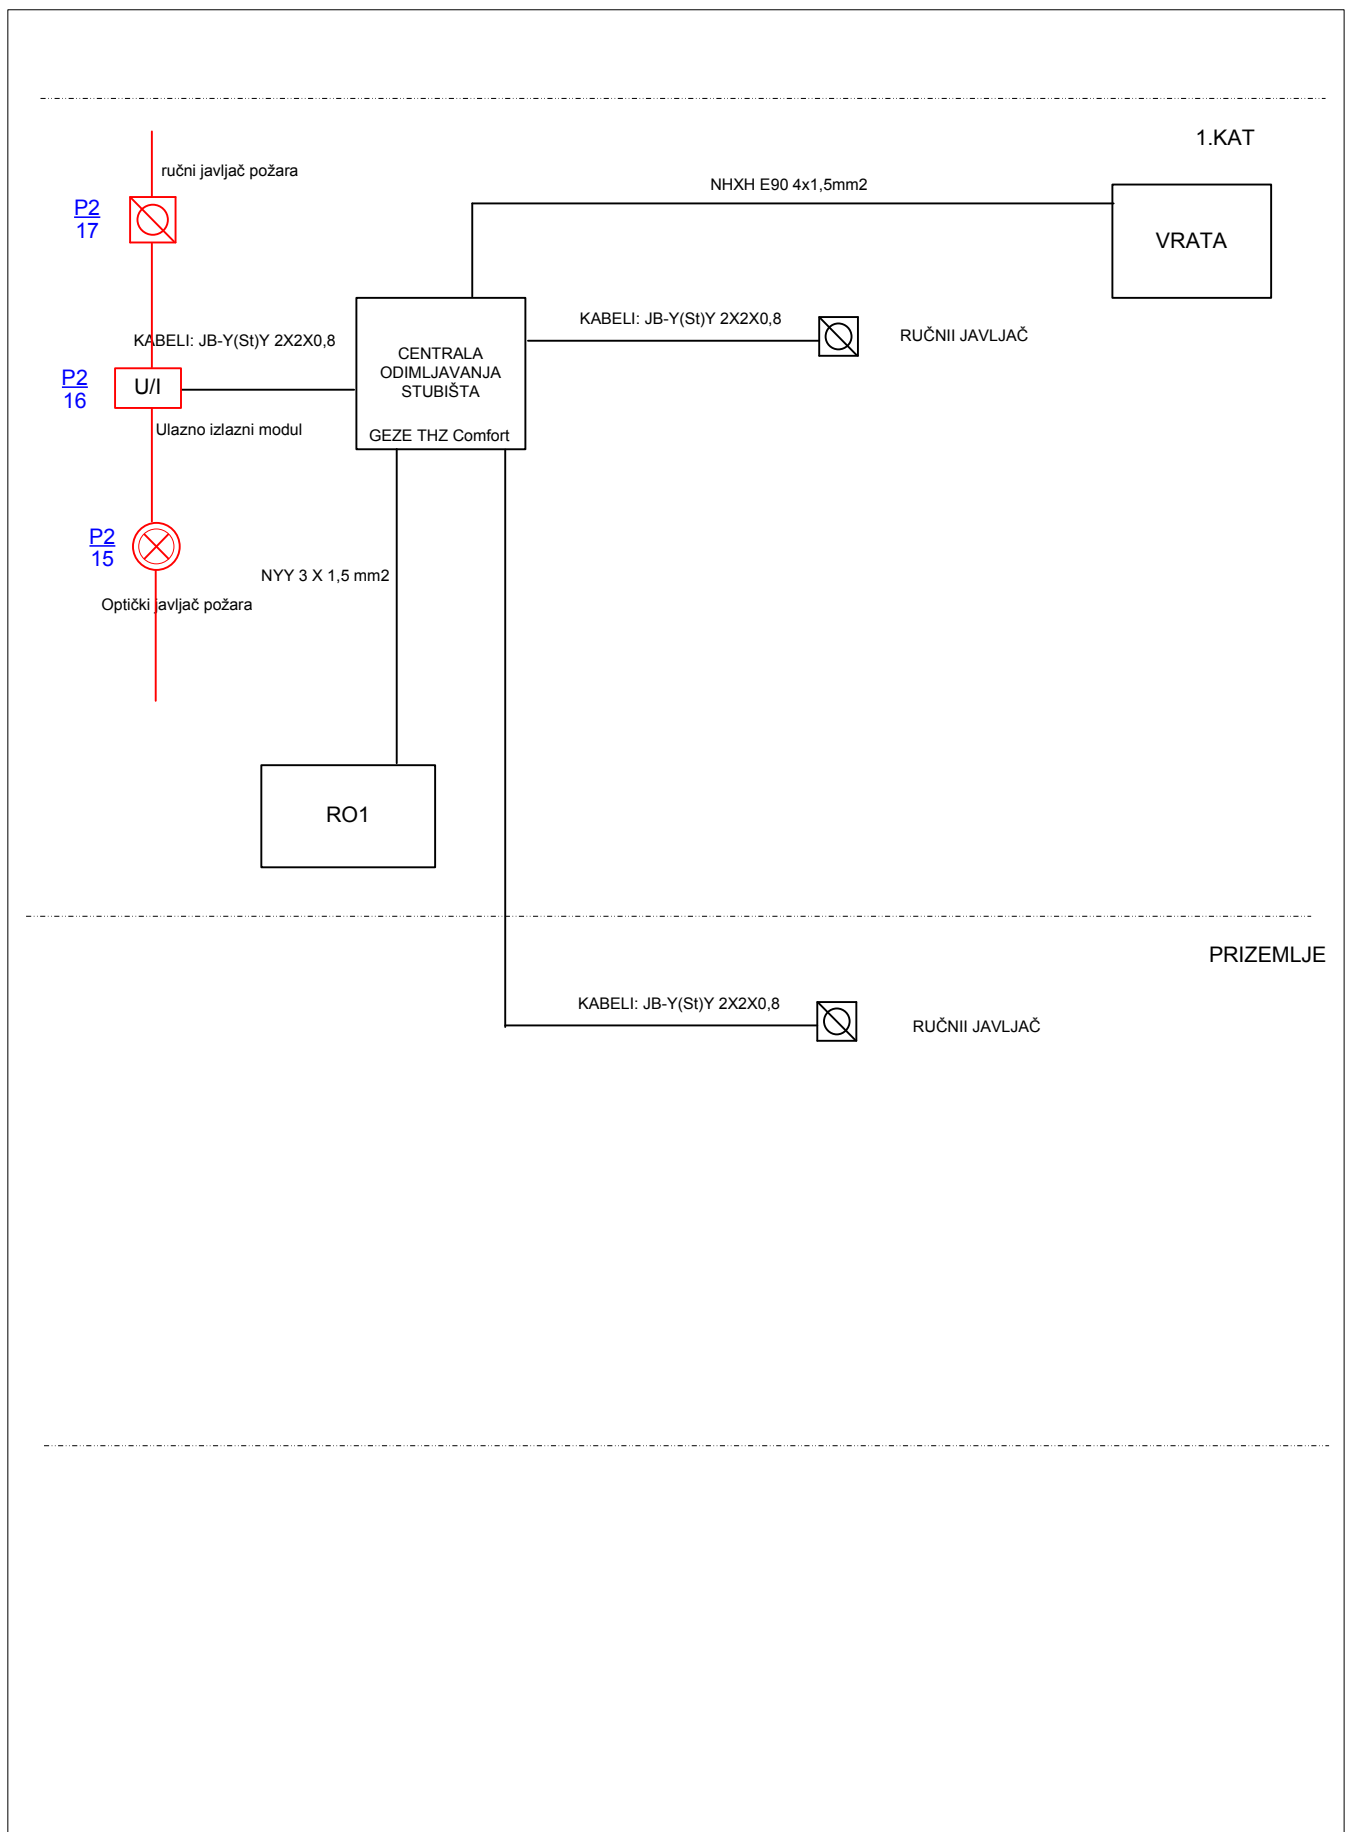 1.KAT
ručni javljač požara
NHXH E90 4x1,5mm2
P2
17
VRATA
KABELI: JB-Y(St)Y 2X2X0,8
KABELI: JB-Y(St)Y 2X2X0,8
RUČNII JAVLJAČ
CENTRALA
ODIMLJAVANJA
STUBIŠTA
GEZE THZ Comfort
P2
16
U/I
Ulazno izlazni modul
P2
15
NYY 3 X 1,5 mm2
Optički javljač požara
RO1
PRIZEMLJE
KABELI: JB-Y(St)Y 2X2X0,8
RUČNII JAVLJAČ